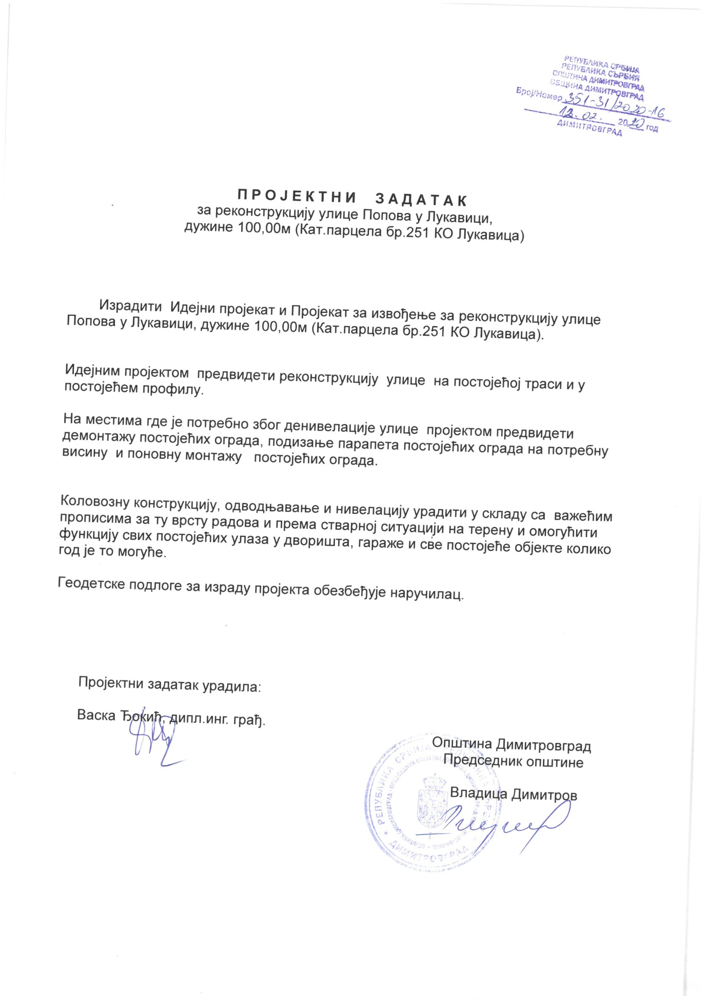 РЕПУБЛИКА СРБИЈА
РЕПУБЛИКА СЪРБИЯ
ОПШТИНА ДИМИТРОВГРАД
ОБЩИНА ДИМИТРОВГРАД
Број/Номер 351-31/2020-16
12.02. 2020 год
ДИМИТРОВГРАД
ПРОЈЕКТНИ ЗАДАТАК
за реконструкцију улице Попова у Лукавици,
дужине 100,00м (Кат.парцела бр.251 КО Лукавица)
Израдити Идејни пројекат и Пројекат за извођење за реконструкцију улице
Попова у Лукавици, дужине 100,00м (Кат.парцела бр.251 КО Лукавица).
Идејним пројектом предвидети реконструкцију улице на постојећој траси и у
постојећем профилу.
На местима где је потребно због денивелације улице пројектом предвидети
демонтажу постојећих ограда, подизање парапета постојећих ограда на потребну
висину и поновну монтажу постојећих ограда.
Коловозну конструкцију, одводњавање и нивелацију урадити у складу са важећим
прописима за ту врсту радова и према стварној ситуацији на терену и омогућити
функцију свих постојећих улаза у дворишта, гараже и све постојеће објекте колико
год је то могуће.
Геодетске подлоге за израду пројекта обезбеђује наручилац.
Пројектни задатак урадила:
Васка Ђокић, дипл.инг. грађ.
Општина Димитровград
Председник општине
Владица Димитров
РЕПУБЛИКА СРБИЈА
ДИМИТРОВГРАД